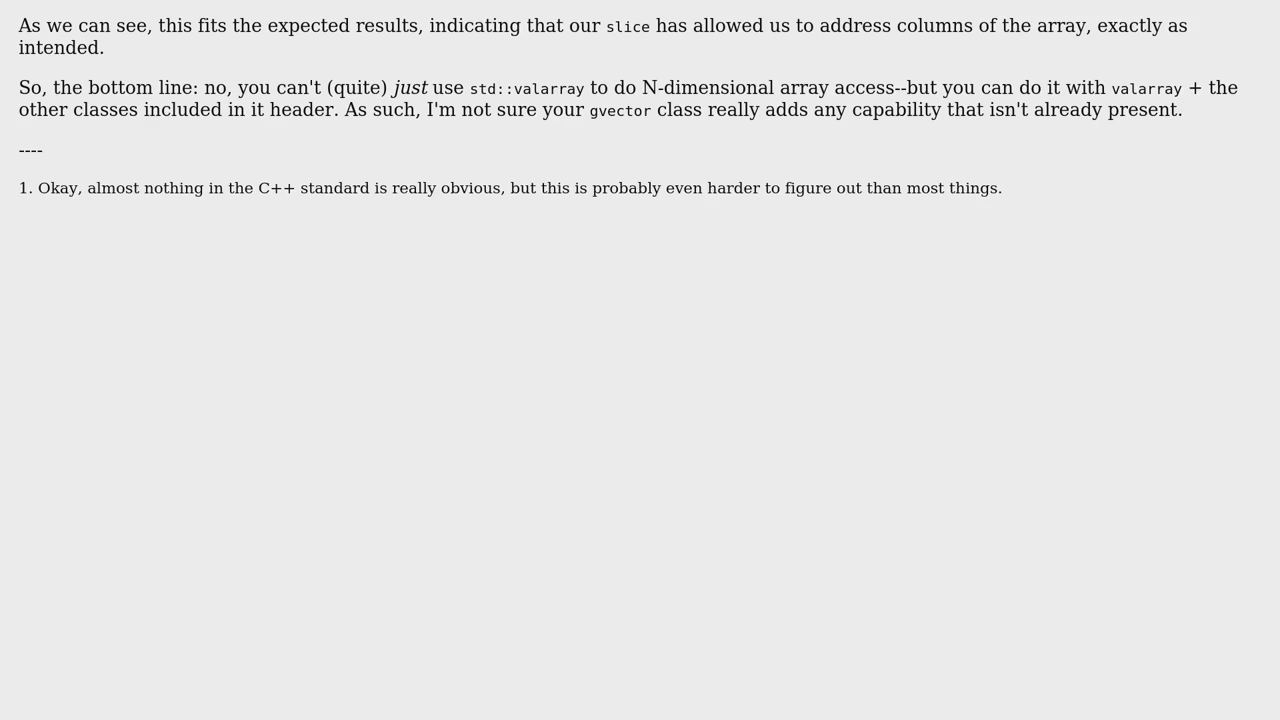 As we can see, this fits the expected results, indicating that our slice has allowed us to address columns of the array, exactly as
intended.
So, the bottom line: no, you can't (quite) just use std::valarray to do N-dimensional array access--but you can do it with valarray + the
other classes included in it header. As such, I'm not sure your gvector class really adds any capability that isn't already present.
----
1. Okay, almost nothing in the C++ standard is really obvious, but this is probably even harder to figure out than most things.